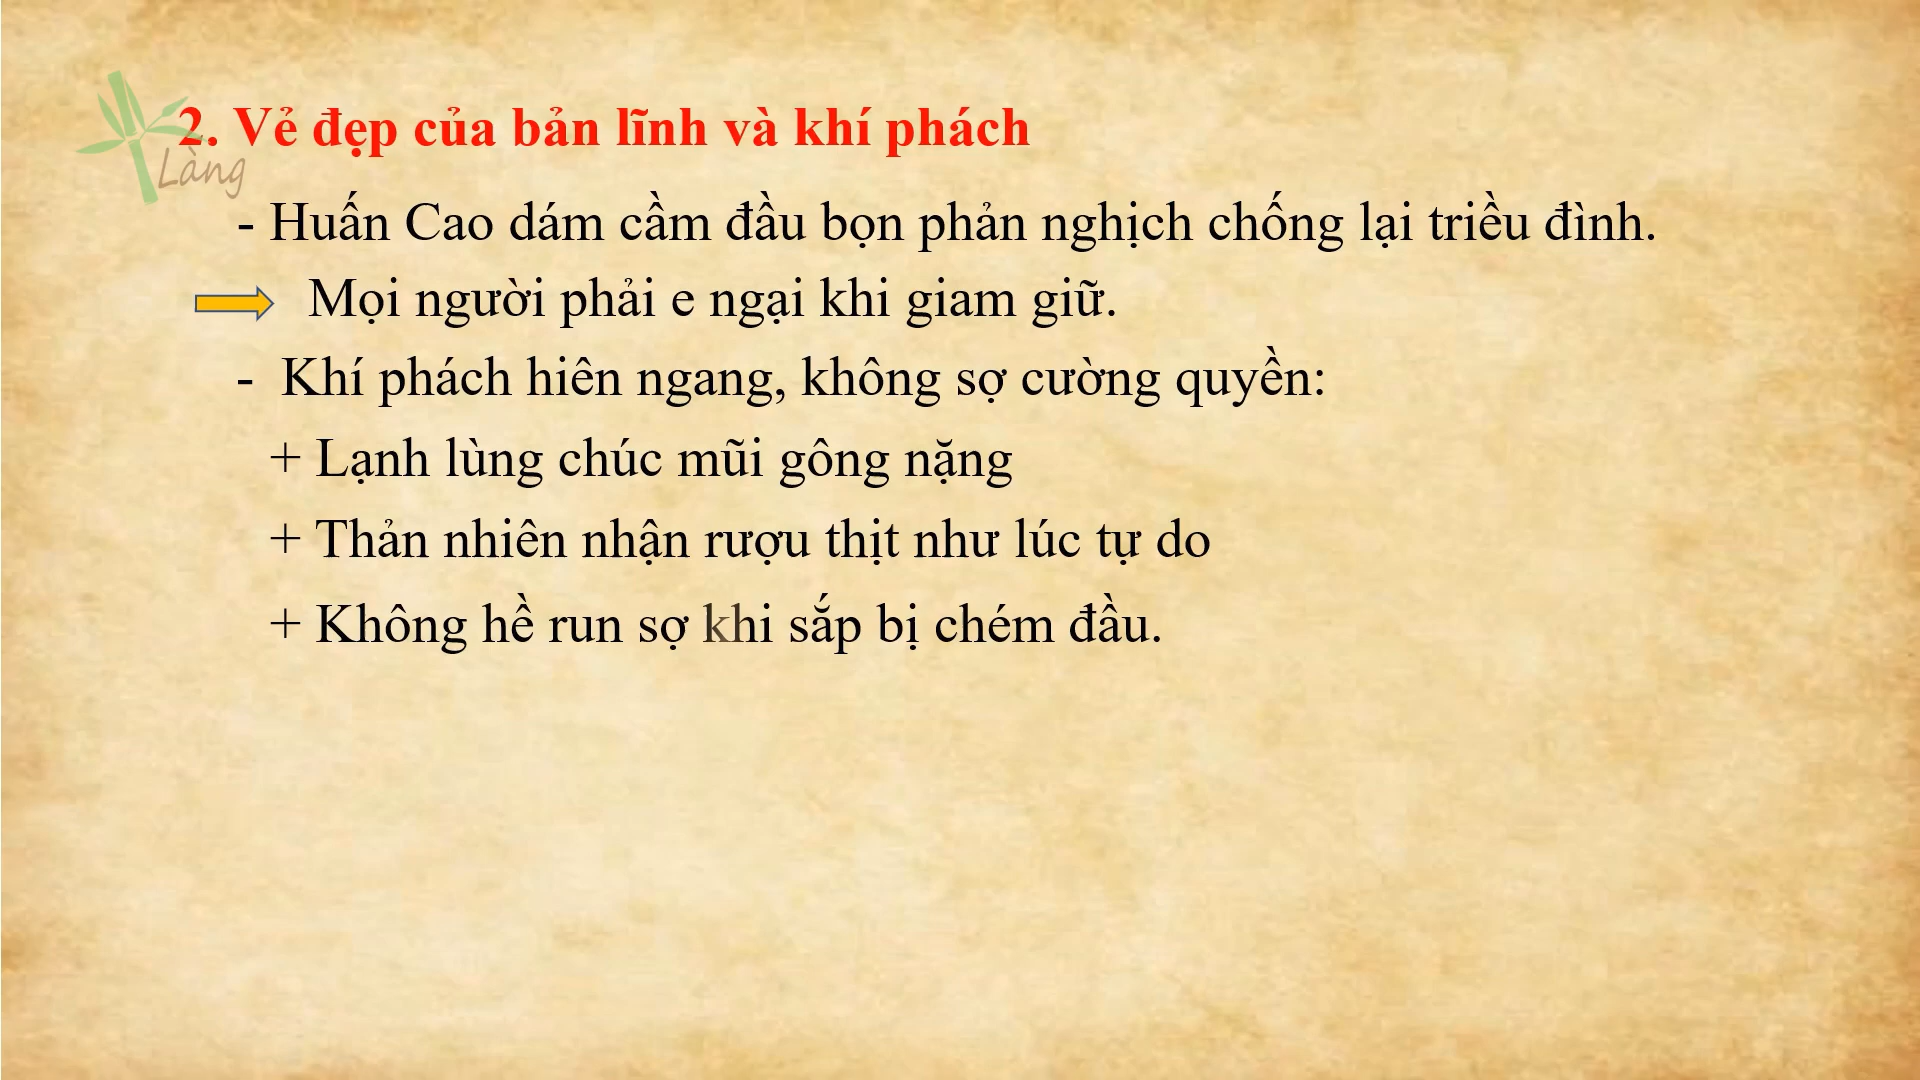 2. Vẻ đẹp của bản lĩnh và khí phách
Làng
- Huấn Cao dám cầm đầu bọn phản nghịch chống lại triều đình.
Mọi người phải e ngại khi giam giữ.
- Khí phách hiên ngang, không sợ cường quyền:
+ Lạnh lùng chúc mũi gông nặng
+ Thản nhiên nhận rượu thịt như lúc tự do
+ Không hề run sợ khi sắp bị chém đầu.